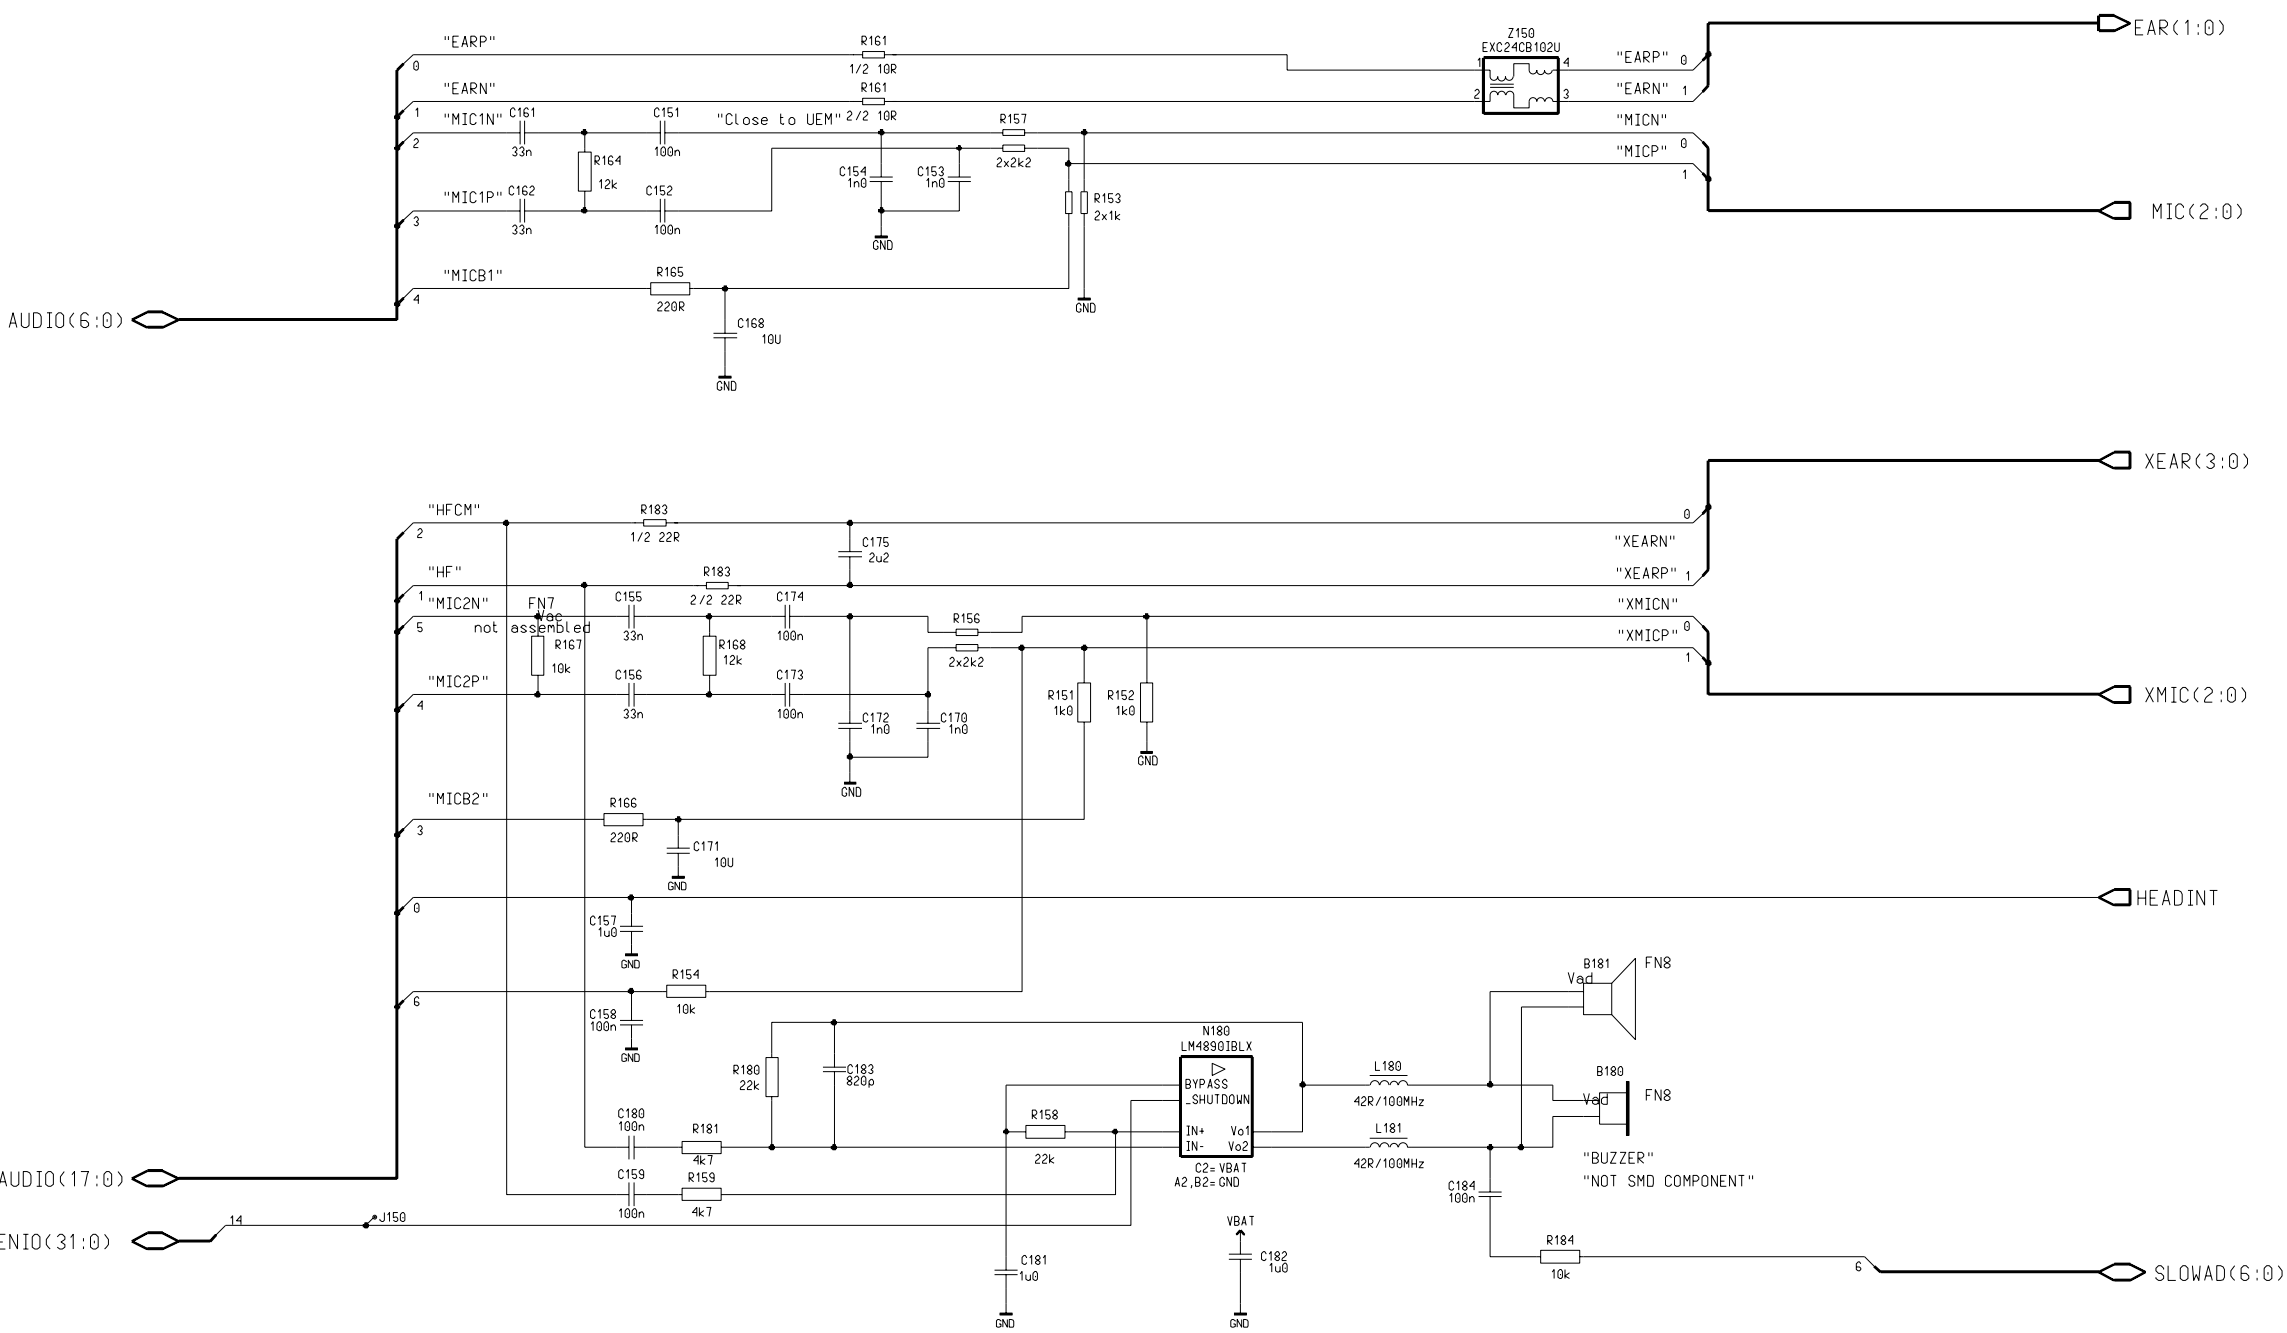 EAR(1:0)
"EARP"
R161
Z150
EXC24CB102U
0
1/2 10R
1
4
"EARP"
0
"EARN"
R161
2
3
"EARN"
1
1
"MIC1N"
C161
C151
"Close to UEM"
2/2 10R
R157
"MICN"
2
33n
100n
2x2k2
0
R164
12k
C154
1n0
C153
1n0
"MICP"
1
"MIC1P"
C162
C152
R153
2x1k
MIC(2:0)
3
33n
100n
GND
"MICB1"
R165
4
220R
GND
AUDIO(6:0)
C168
10U
GND
XEAR(3:0)
"HFCM"
R183
0
2
1/2 22R
C175
2u2
"XEARN"
"HF"
R183
"XEARP"
1
1
2/2 22R
"MIC2N"
FN7
Vac
not assembled
C155
C174
"XMICN"
5
33n
100n
R156
0
R167
10k
R168
12k
2x2k2
"XMICP"
1
"MIC2P"
C156
C173
R151
1k0
R152
1k0
XMIC(2:0)
4
33n
100n
C172
1n0
C170
1n0
GND
GND
"MICB2"
R166
3
220R
C171
10U
GND
0
HEADINT
C157
1u0
GND
R154
6
10k
C158
100n
GND
B181
Vad
FN8
N180
LM4890IBLX
R180
22k
C183
820p
BYPASS
_SHUTDOWN
IN+
IN-
Vo1
Vo2
L180
42R/100MHz
B180
Vad
FN8
C180
100n
R181
4k7
R158
22k
L181
42R/100MHz
C2= VBAT
A2,B2= GND
"BUZZER"
"NOT SMD COMPONENT"
AUDIO(17:0)
C159
100n
R159
4k7
C184
100n
14
J150
ENIO(31:0)
VBAT
C181
1u0
C182
1u0
R184
10k
6
SLOWAD(6:0)
GND
GND